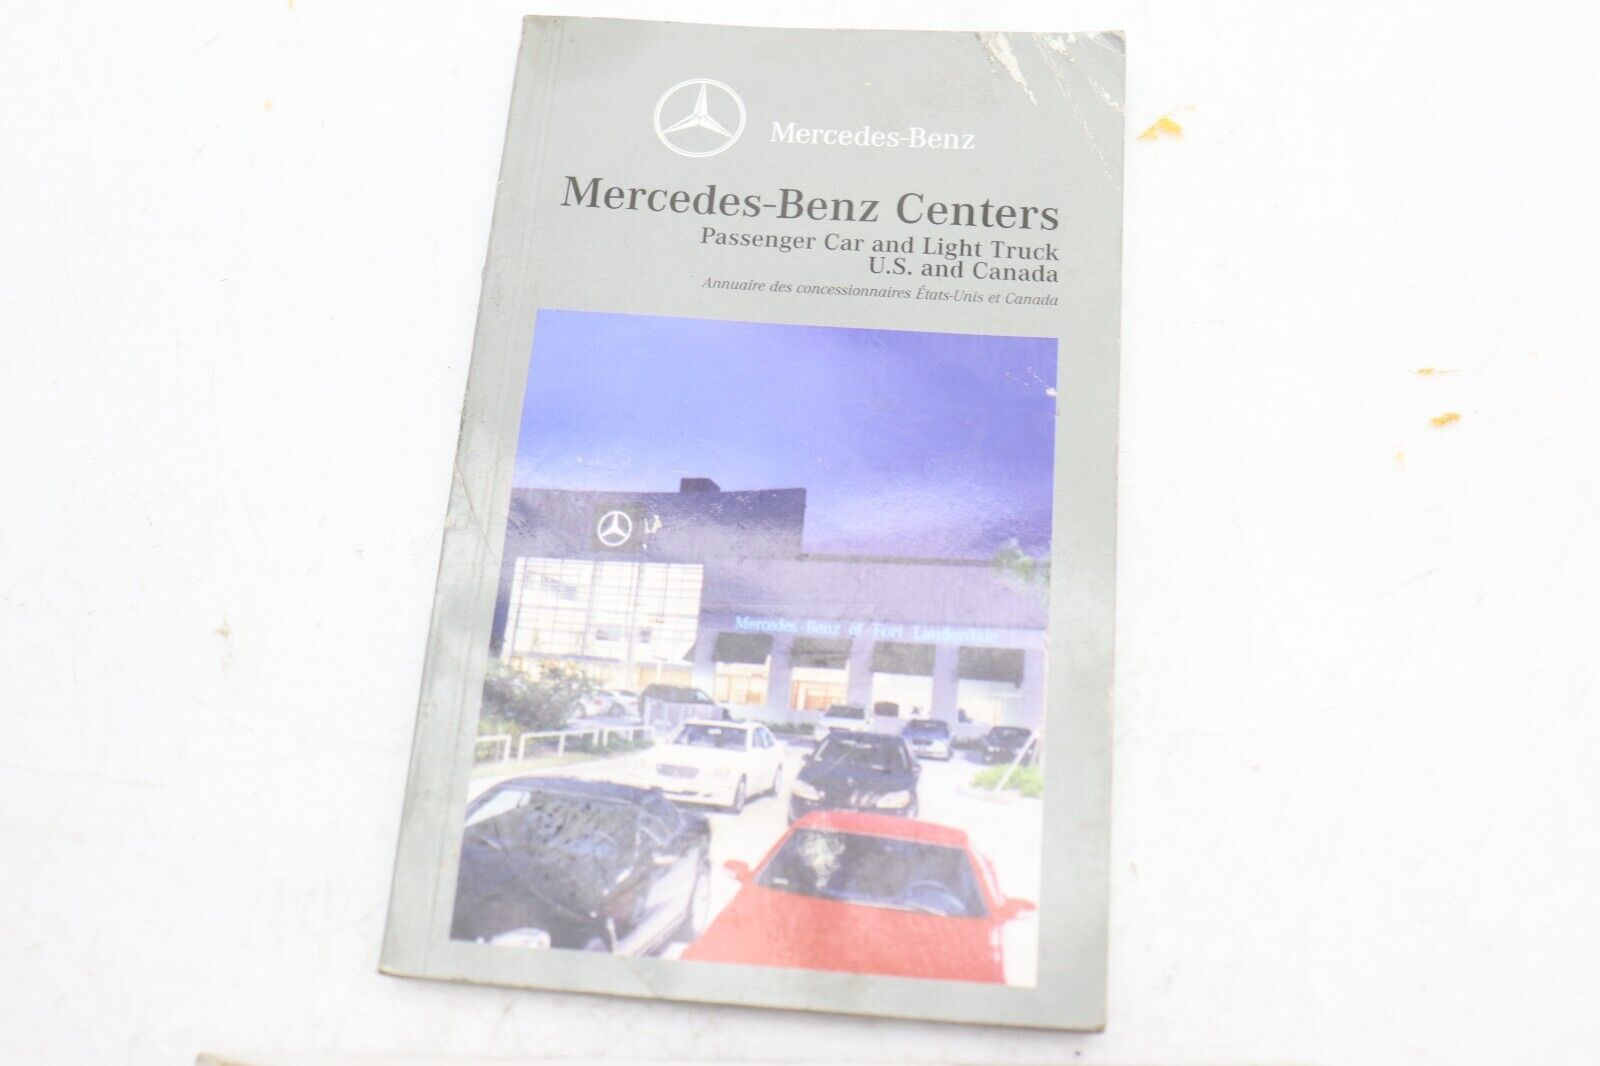 Mercedes-Benz
Mercedes-Benz Centers
Passenger Car and Light Truck
U.S. and Canada
Annuaire des concessionnaires États-Unis et Canada
Mercedes-Benz of Fort Lauderdale